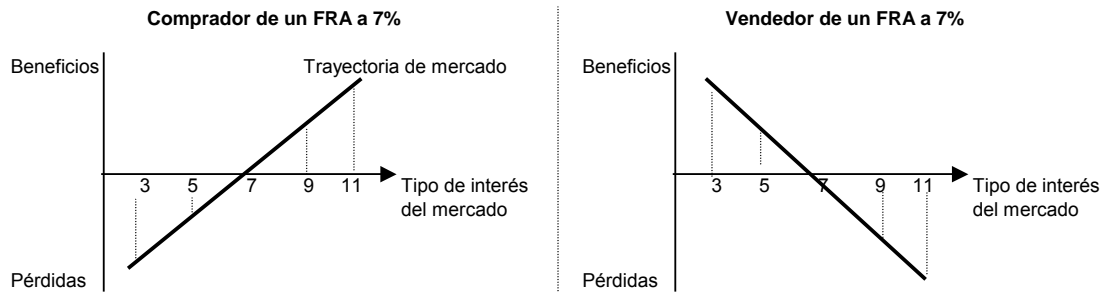 Comprador de un FRA a 7%
Beneficios
Trayectoria de mercado
3 5 7 9 11
Tipo de interés
del mercado
Pérdidas
Vendedor de un FRA a 7%
Beneficios
3 5 7 9 11
Tipo de interés
del mercado
Pérdidas